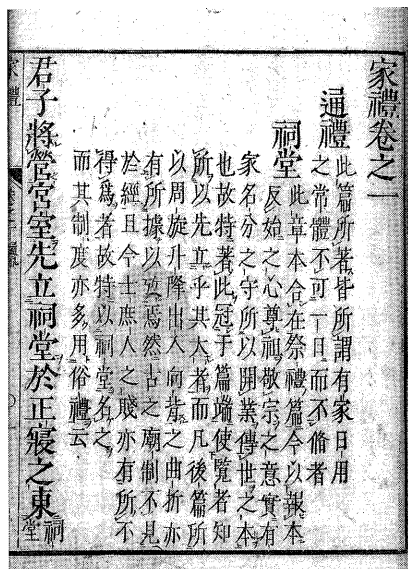 家禮卷之一
通禮 此篇所著皆所謂有家日用
之常體不可一日而不脩者
祠堂 此章本合在祭禮篇今以報本
反始之心尊祖敬宗之意實有
家名分之守所以開業傳世之本
也故特著此冠于篇端使覽者知
所以先立乎其大者而凡後篇所
以周旋升降出入向背之曲折亦
有所據以考焉然古之廟制不見
於經且今士庶人之賤亦有所不
得爲者故特以祠堂名之
而其制度亦多用俗禮云
君子將營宮室先立祠堂於正寢之東 祠堂
家禮